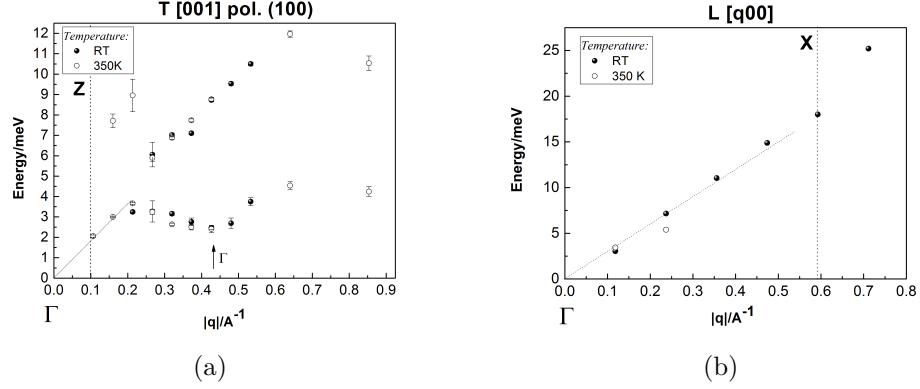 T [001] pol. (100)
Energy/meV
12
11
10
9
8
7
6
5
4
3
2
1
0
Temperature:
RT
350K
Z
Γ
0.0 0.1 0.2 0.3 0.4 0.5 0.6 0.7 0.8 0.9
Γ
|q|/A⁻¹
(a)
L [q00]
Energy/meV
25
20
15
10
5
0
Temperature:
RT
350 K
X
0.0 0.1 0.2 0.3 0.4 0.5 0.6 0.7 0.8
Γ
|q|/A⁻¹
(b)